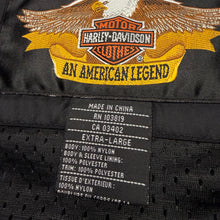 MOTOR
HARLEY-DAVIDSON
CLOTHES
AN AMERICAN LEGEND
MADE IN CHINA
RN 103819
CA 03402
EXTRA-LARGE
BODY: 100% NYLON
BODY & SLEEVE LINING:
100% POLYESTER
TRIM: 100% POLYESTER
TISSU D'EXTERIEUR:
100% NYLON